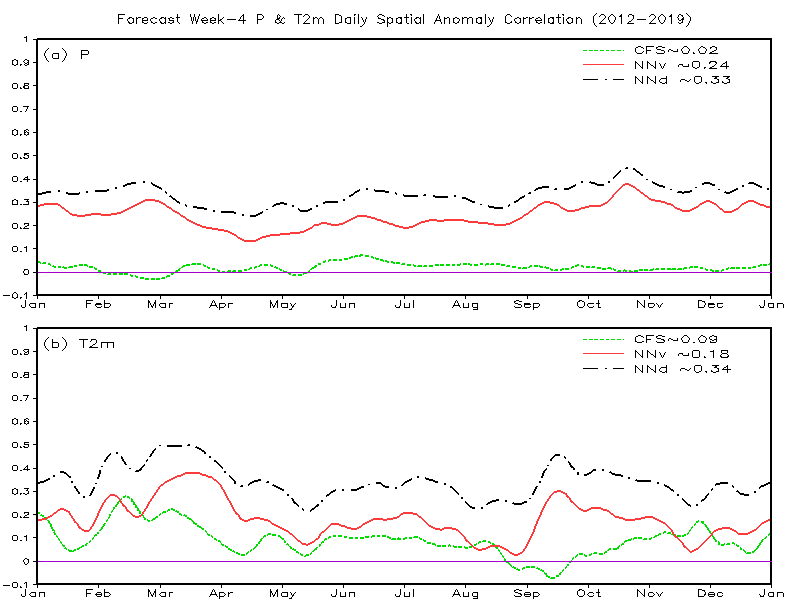 Farecast Week-4 P & T2m Daily Spatial Anomaly Correlation (2012-2019)
1
(a) P
CFS~0.02
0.9
NNv ~0.24
0.8
NNd ~0.33
0.7
0.6
0.5
0.4
0.3
0.2
0.1
0
-0.1
Jan Feb Mar Apr May Jun Jul Aug Sep Oct Nov Dec Jan
1
(b) T2m
CFS~0.09
0.9
NNv ~0.18
0.8
NNd ~0.34
0.7
0.6
0.5
0.4
0.3
0.2
0.1
0
-0.1
Jan Feb Mar Apr May Jun Jul Aug Sep Oct Nov Dec Jan